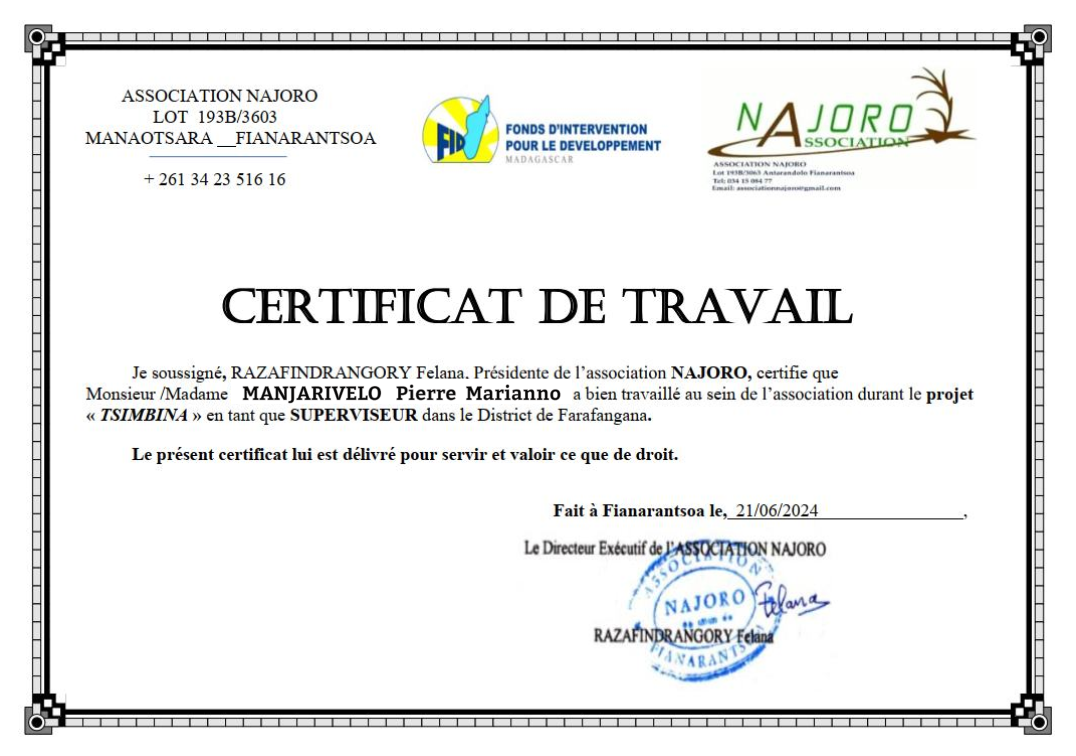 ASSOCIATION NAJORO
LOT 193B/3603
MANAOTSARA __FIANARANTSOA
+ 261 34 23 516 16
FID
FONDS D'INTERVENTION
POUR LE DEVELOPPEMENT
MADAGASCAR
NAJORO
ASSOCIATION
ASSOCIATION NAJORO
Lot 193B/3063 Antarandolo Fianarantsoa
Tel: 034 15 084 77
Email: associationnajoro@gmail.com
CERTIFICAT DE TRAVAIL
Je soussigné, RAZAFINDRANGORY Felana. Présidente de l'association NAJORO, certifie que
Monsieur /Madame MANJARIVELO Pierre Marianno a bien travaillé au sein de l'association durant le projet
« TSIMBINA » en tant que SUPERVISEUR dans le District de Farafangana.
Le présent certificat lui est délivré pour servir et valoir ce que de droit.
Fait à Fianarantsoa le, 21/06/2024 ,
Le Directeur Exécutif de l'ASSOCIATION NAJORO
ASSOCIATION
NAJORO
Felana
RAZAFINDRANGORY Felana
FIANARANTSOA